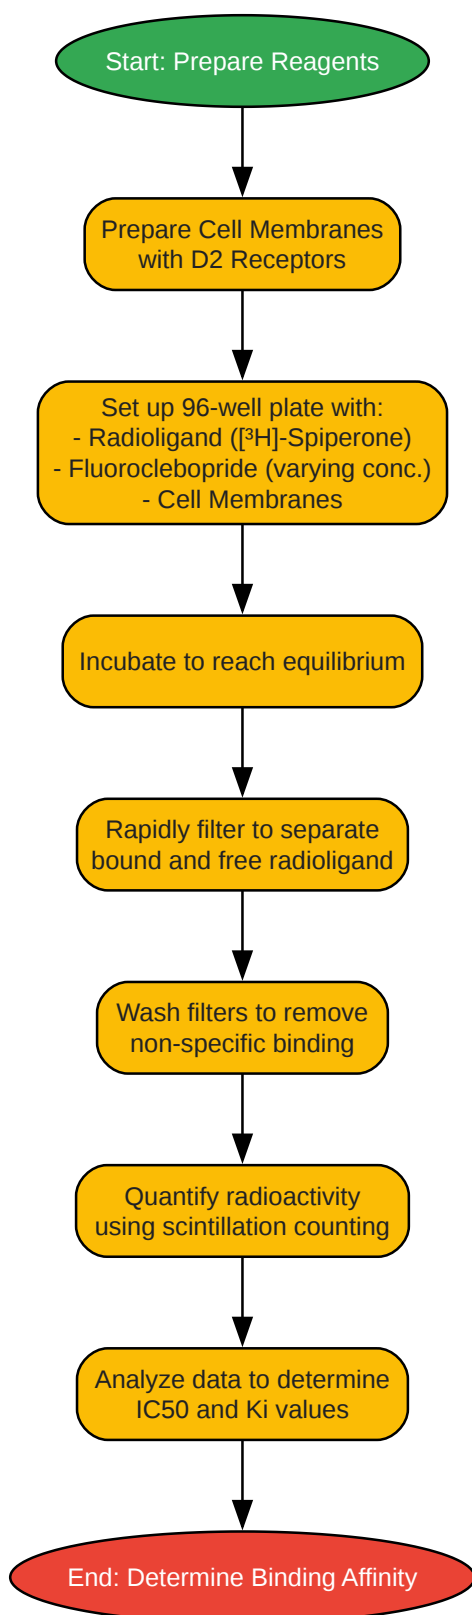 Start: Prepare Reagents
Prepare Cell Membranes
with D2 Receptors
Set up 96-well plate with:
- Radioligand ([³H]-Spiperone)
- Fluoroclebopride (varying conc.)
- Cell Membranes
Incubate to reach equilibrium
Rapidly filter to separate
bound and free radioligand
Wash filters to remove
non-specific binding
Quantify radioactivity
using scintillation counting
Analyze data to determine
IC50 and Ki values
End: Determine Binding Affinity